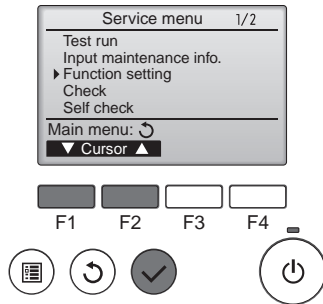 Service menu 1/2
Test run
Input maintenance info.
Function setting
Check
Self check
Main menu:
Cursor
F1 F2 F3 F4